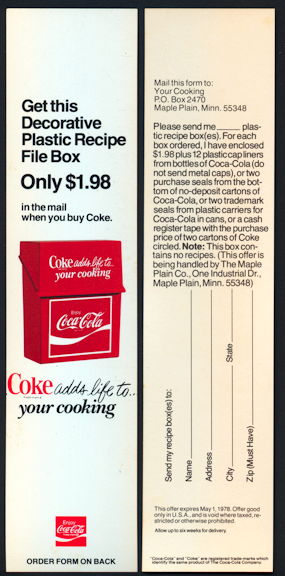 Get this
Decorative
Plastic Recipe
File Box
Only $1.98
in the mail
when you buy Coke.
Coke adds life to...
your cooking
Enjoy
Coca-Cola
Coke adds life to...
your cooking
Enjoy
Coca-Cola
ORDER FORM ON BACK
Mail this form to:
Your Cooking
P.O. Box 2470
Maple Plain, Minn. 55348
Please send me_____ plas-
tic recipe box(es). For each
box ordered, I have enclosed
$1.98 plus 12 plastic cap liners
from bottles of Coca-Cola (do
not send metal caps), or two
purchase seals from the bot-
tom of no-deposit cartons of
Coca-Cola, or two trademark
seals from plastic carriers for
Coca-Cola in cans, or a cash
register tape with the purchase
price of two cartons of Coke
circled. Note: This box con-
tains no recipes. (This offer is
being handled by The Maple
Plain Co., One Industrial Dr.,
Maple Plain, Minn. 55348)
Send my recipe box(es) to:
Name
Address
City State
Zip (Must Have)
This offer expires May 1, 1978. Offer good
only in U.S.A., and is void where taxed, re-
stricted or otherwise prohibited.
Allow up to six weeks for delivery.
"Coca-Cola" and "Coke" are registered trade-marks which
identify the same product of The Coca-Cola Company.